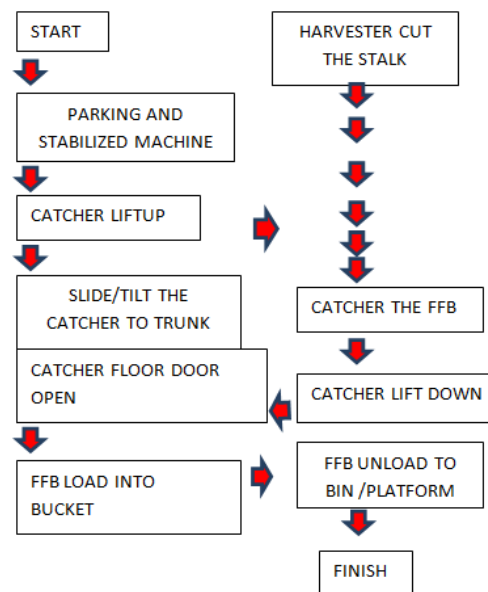 START
PARKING AND
STABILIZED MACHINE
CATCHER LIFTUP
SLIDE/TILT THE
CATCHER TO TRUNK
CATCHER FLOOR DOOR
OPEN
FFB LOAD INTO
BUCKET
HARVESTER CUT
THE STALK
CATCHER THE FFB
CATCHER LIFT DOWN
FFB UNLOAD TO
BIN /PLATFORM
FINISH